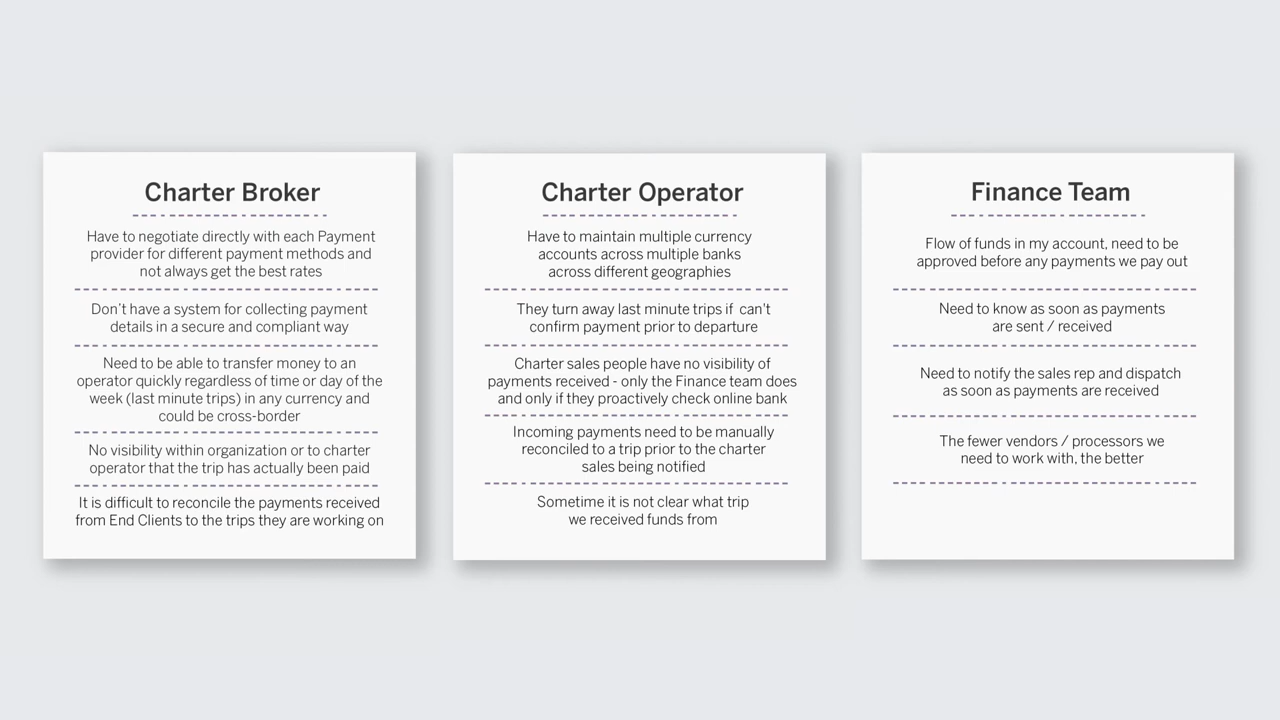 Charter Broker
Have to negotiate directly with each Payment
provider for different payment methods and
not always get the best rates
Don't have a system for collecting payment
details in a secure and compliant way
Need to be able to transfer money to an
operator quickly regardless of time or day of the
week (last minute trips) in any currency and
could be cross-border
No visibility within organization or to charter
operator that the trip has actually been paid
It is difficult to reconcile the payments received
from End Clients to the trips they are working on
Charter Operator
Have to maintain multiple currency
accounts across multiple banks
across different geographies
They turn away last minute trips if can't
confirm payment prior to departure
Charter sales people have no visibility of
payments received - only the Finance team does
and only if they proactively check online bank
Incoming payments need to be manually
reconciled to a trip prior to the charter
sales being notified
Sometime it is not clear what trip
we received funds from
Finance Team
Flow of funds in my account, need to be
approved before any payments we pay out
Need to know as soon as payments
are sent / received
Need to notify the sales rep and dispatch
as soon as payments are received
The fewer vendors / processors we
need to work with, the better